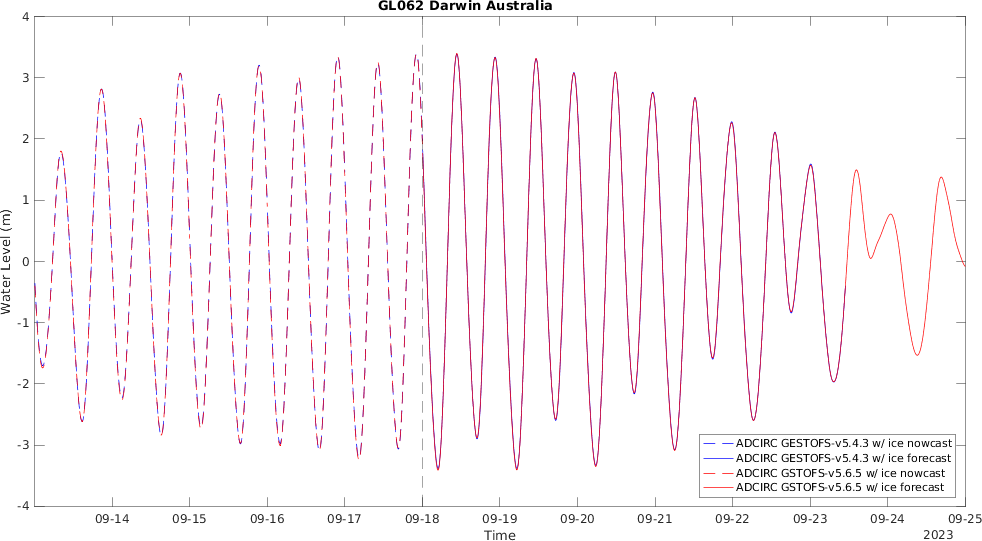 GL062 Darwin Australia
4
3
2
1
0
-1
-2
-3
-4
Water Level (m)
ADCIRC GESTOFS-v5.4.3 w/ ice nowcast
ADCIRC GESTOFS-v5.4.3 w/ ice forecast
ADCIRC GSTOFS-v5.6.5 w/ ice nowcast
ADCIRC GSTOFS-v5.6.5 w/ ice forecast
09-14 09-15 09-16 09-17 09-18 09-19 09-20 09-21 09-22 09-23 09-24 09-25
Time
2023